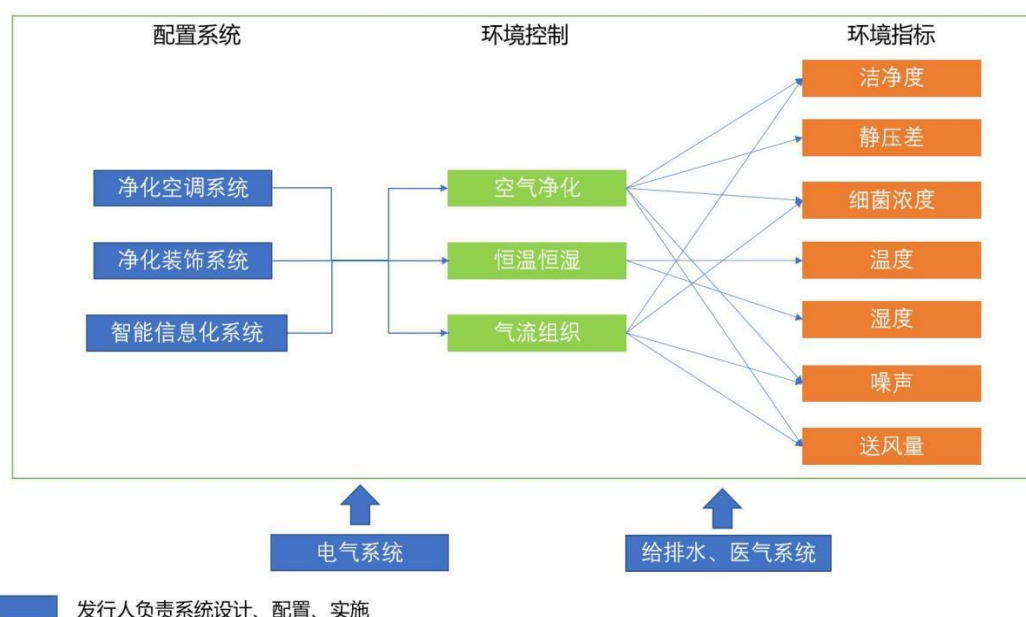 配置系统
环境控制
环境指标
洁净度
静压差
净化空调系统
空气净化
细菌浓度
净化装饰系统
恒温恒湿
温度
智能信息化系统
气流组织
湿度
噪声
送风量
电气系统
给排水、医气系统
发行人负责系统设计、配置、实施